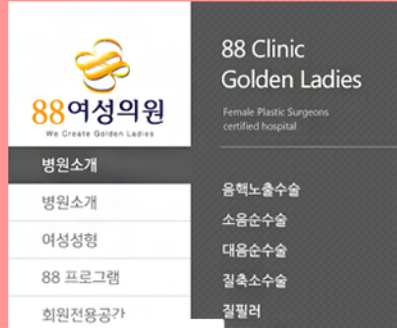 88여성의원
We Create Golden Ladies
병원소개
병원소개
여성성형
88 프로그램
회원전용공간
88 Clinic
Golden Ladies
Female Plastic Surgeons
certified hospital
음핵노출수술
소음순수술
대음순수술
질축소수술
질필러